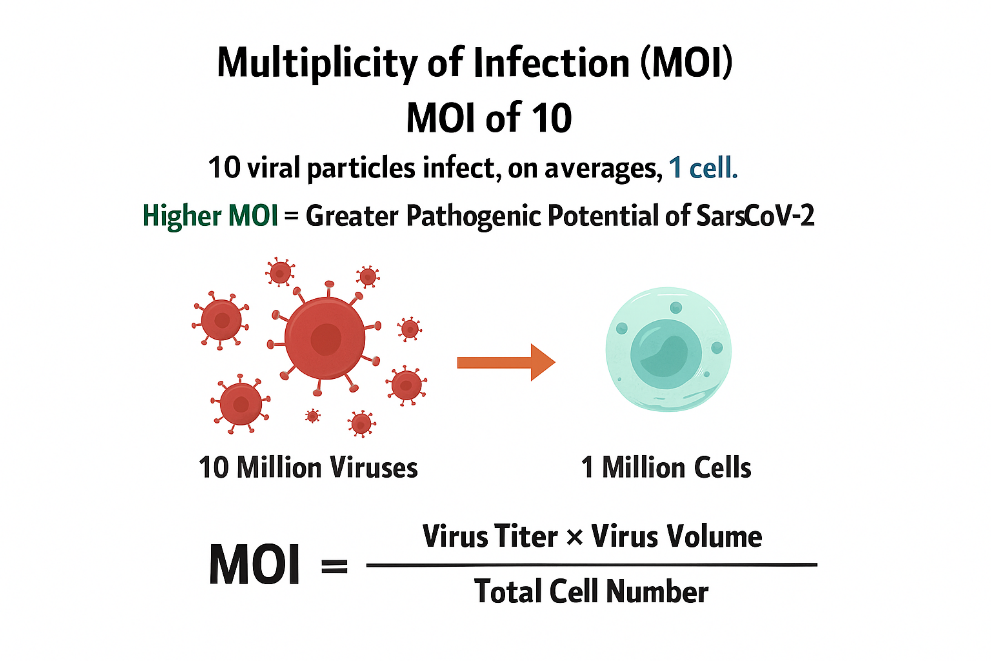 Multiplicity of Infection (MOI)
MOI of 10
10 viral particles infect, on averages, 1 cell.
Higher MOI = Greater Pathogenic Potential of SarsCoV-2
10 Million Viruses
1 Million Cells
MOI =
Virus Titer × Virus Volume
Total Cell Number